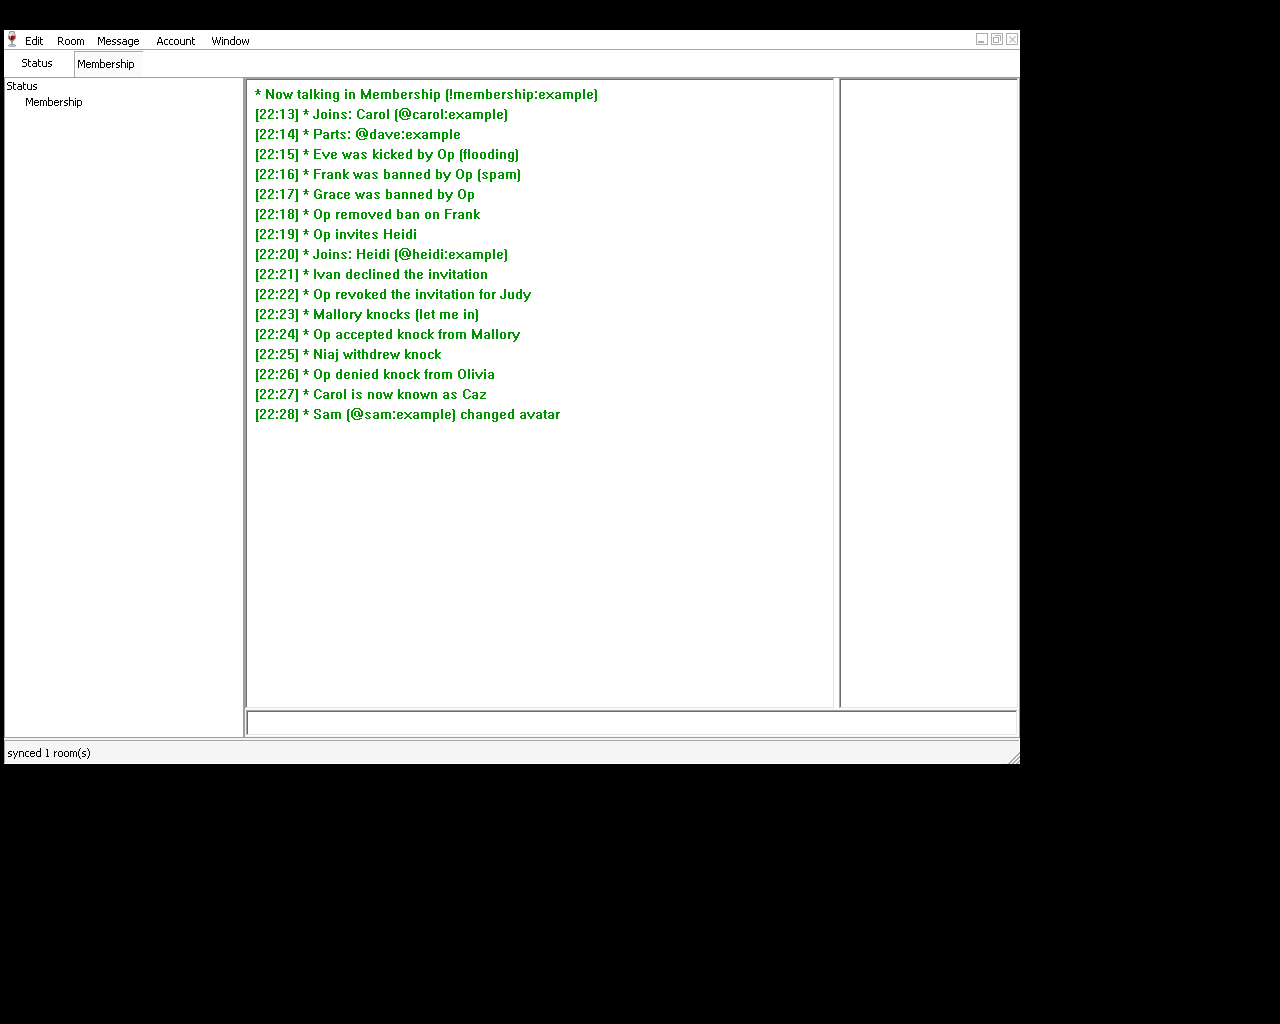 Edit Room Message Account Window
Status Membership
Status
Membership
* Now talking in Membership (!membership:example)
[22:13] * Joins: Carol (@carol:example)
[22:14] * Parts: @dave:example
[22:15] * Eve was kicked by Op (flooding)
[22:16] * Frank was banned by Op (spam)
[22:17] * Grace was banned by Op
[22:18] * Op removed ban on Frank
[22:19] * Op invites Heidi
[22:20] * Joins: Heidi (@heidi:example)
[22:21] * Ivan declined the invitation
[22:22] * Op revoked the invitation for Judy
[22:23] * Mallory knocks (let me in)
[22:24] * Op accepted knock from Mallory
[22:25] * Niaj withdrew knock
[22:26] * Op denied knock from Olivia
[22:27] * Carol is now known as Caz
[22:28] * Sam (@sam:example) changed avatar
synced 1 room(s)